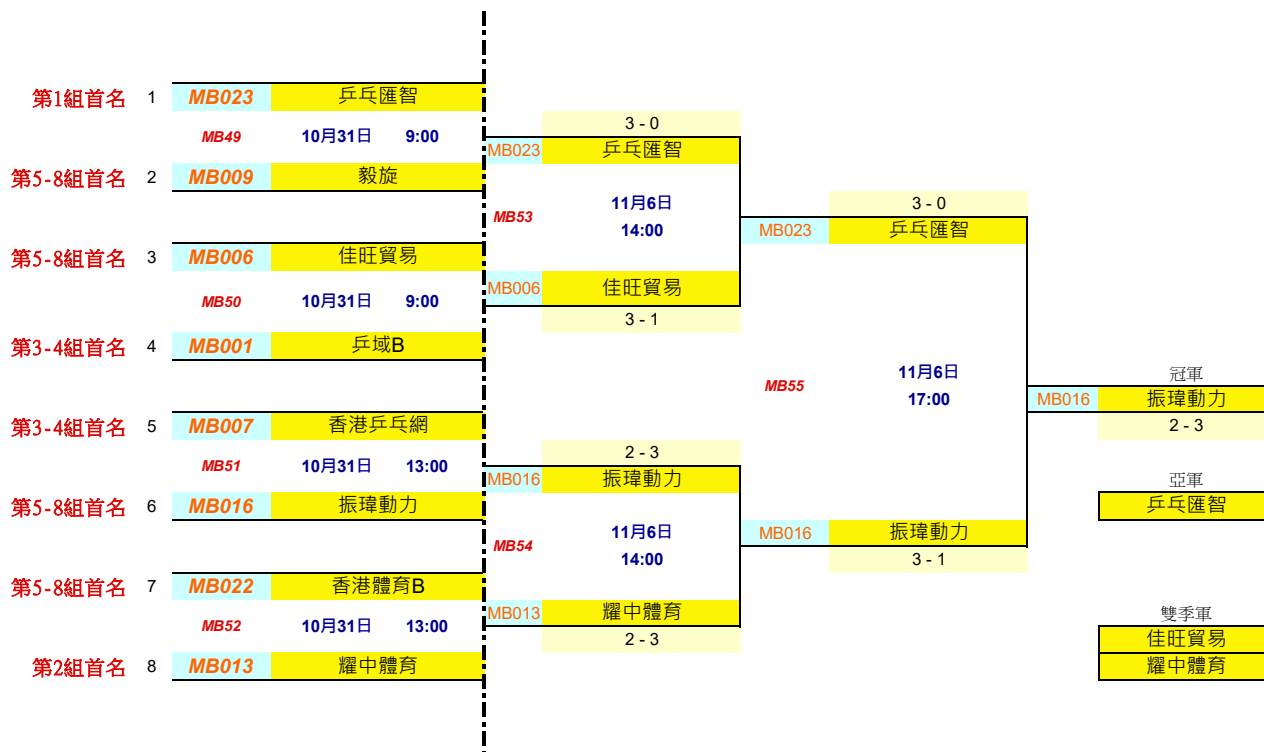 第1組首名 1 MB023 乒乓匯智
MB49 10月31日 9:00
第5-8組首名 2 MB009 毅旋
第5-8組首名 3 MB006 佳旺貿易
MB50 10月31日 9:00
第3-4組首名 4 MB001 乒域B
第3-4組首名 5 MB007 香港乒乓網
MB51 10月31日 13:00
第5-8組首名 6 MB016 振瑋動力
第5-8組首名 7 MB022 香港體育B
MB52 10月31日 13:00
第2組首名 8 MB013 耀中體育
3 - 0
MB023 乒乓匯智
MB53 11月6日
14:00
MB006 佳旺貿易
3 - 1
2 - 3
MB016 振瑋動力
MB54 11月6日
14:00
MB013 耀中體育
2 - 3
3 - 0
MB023 乒乓匯智
MB55 11月6日
17:00
MB016 振瑋動力
3 - 1
冠軍
MB016 振瑋動力
2 - 3
亞軍
乒乓匯智
雙季軍
佳旺貿易
耀中體育